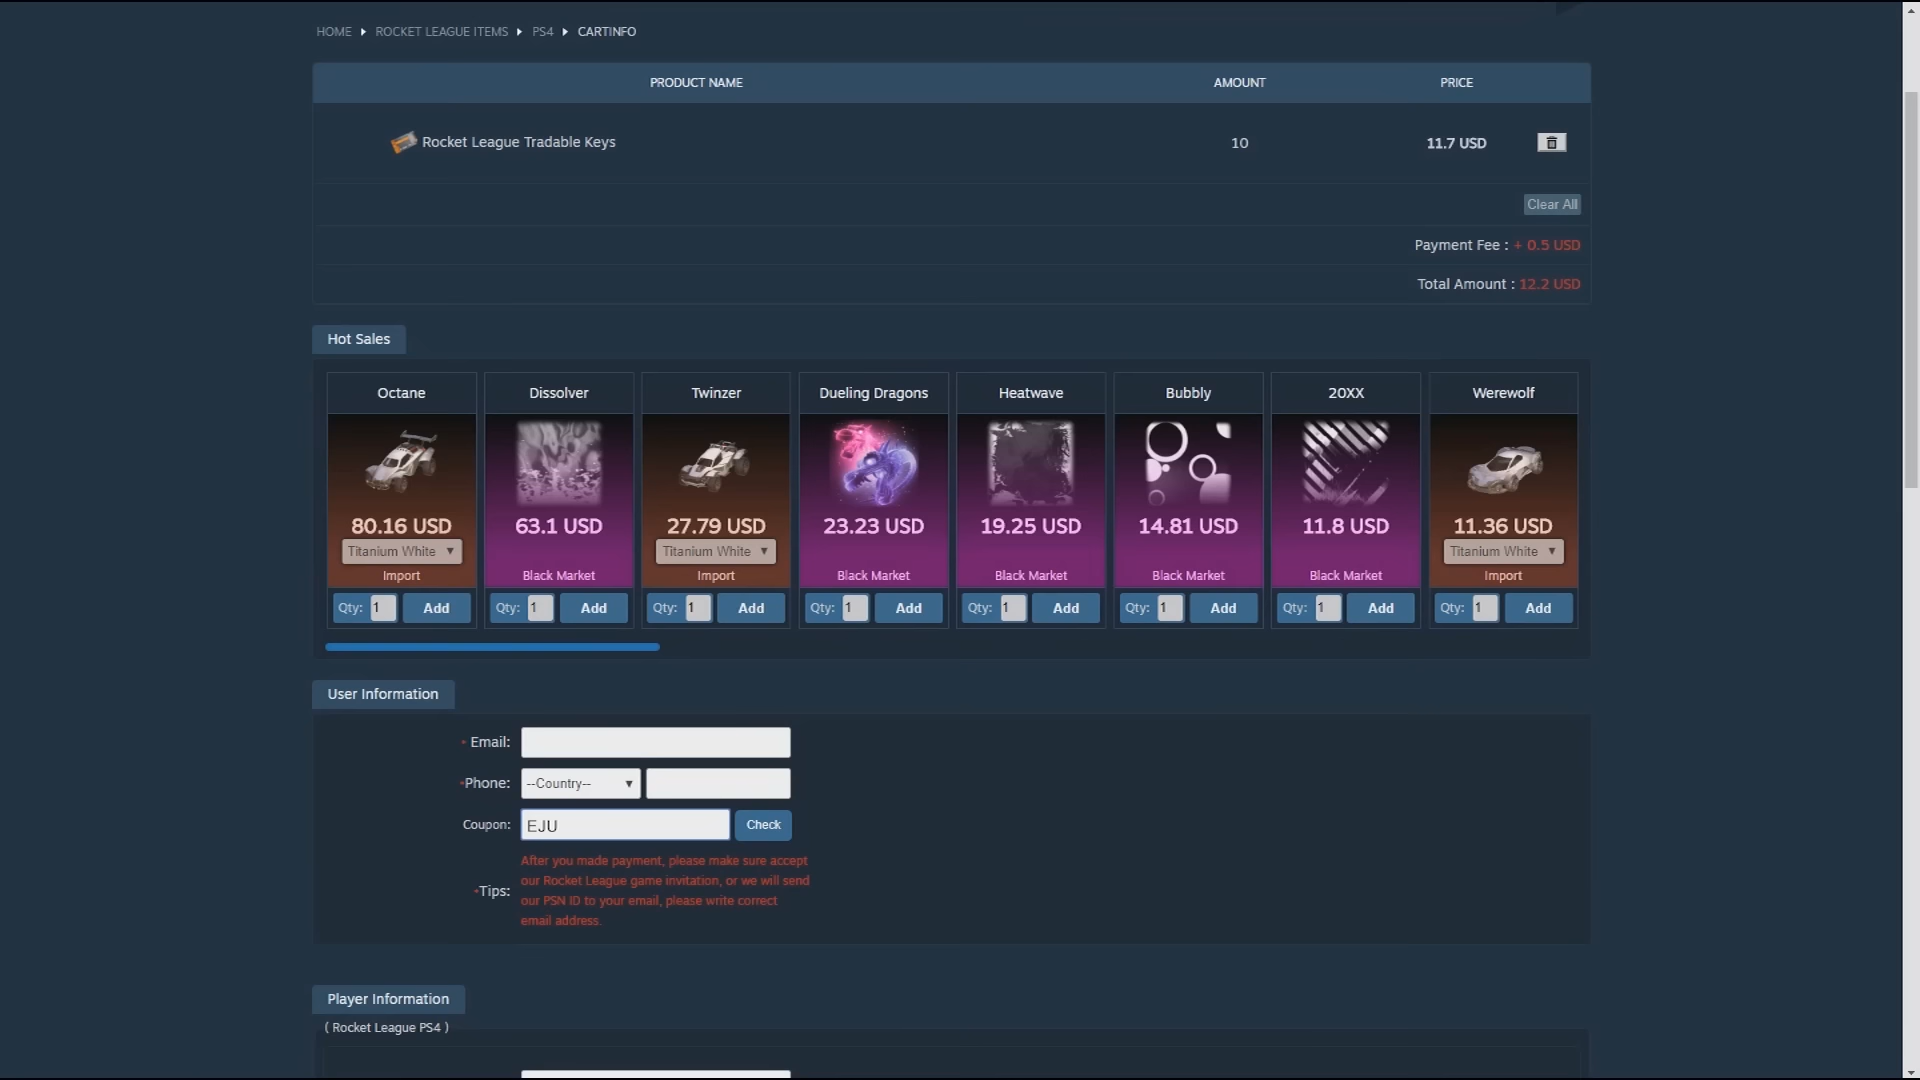 HOME ROCKET LEAGUE ITEMS PS4 CARTINFO
PRODUCT NAME AMOUNT PRICE
Rocket League Tradable Keys 10 11.7 USD
Clear All
Payment Fee : + 0.5 USD
Total Amount : 12.2 USD
Hot Sales
Octane Dissolver Twinzer Dueling Dragons Heatwave Bubbly 20XX Werewolf
80.16 USD 63.1 USD 27.79 USD 23.23 USD 19.25 USD 14.81 USD 11.8 USD 11.36 USD
Titanium White Titanium White Titanium White
Import Black Market Import Black Market Black Market Black Market Black Market Import
Qty: 1 Add Qty: 1 Add Qty: 1 Add Qty: 1 Add Qty: 1 Add Qty: 1 Add Qty: 1 Add Qty: 1 Add
User Information
* Email:
*Phone: --Country--
Coupon: EJU Check
After you made payment, please make sure accept
our Rocket League game invitation, or we will send
*Tips:
our PSN ID to your email, please write correct
email address.
Player Information
( Rocket League PS4 )